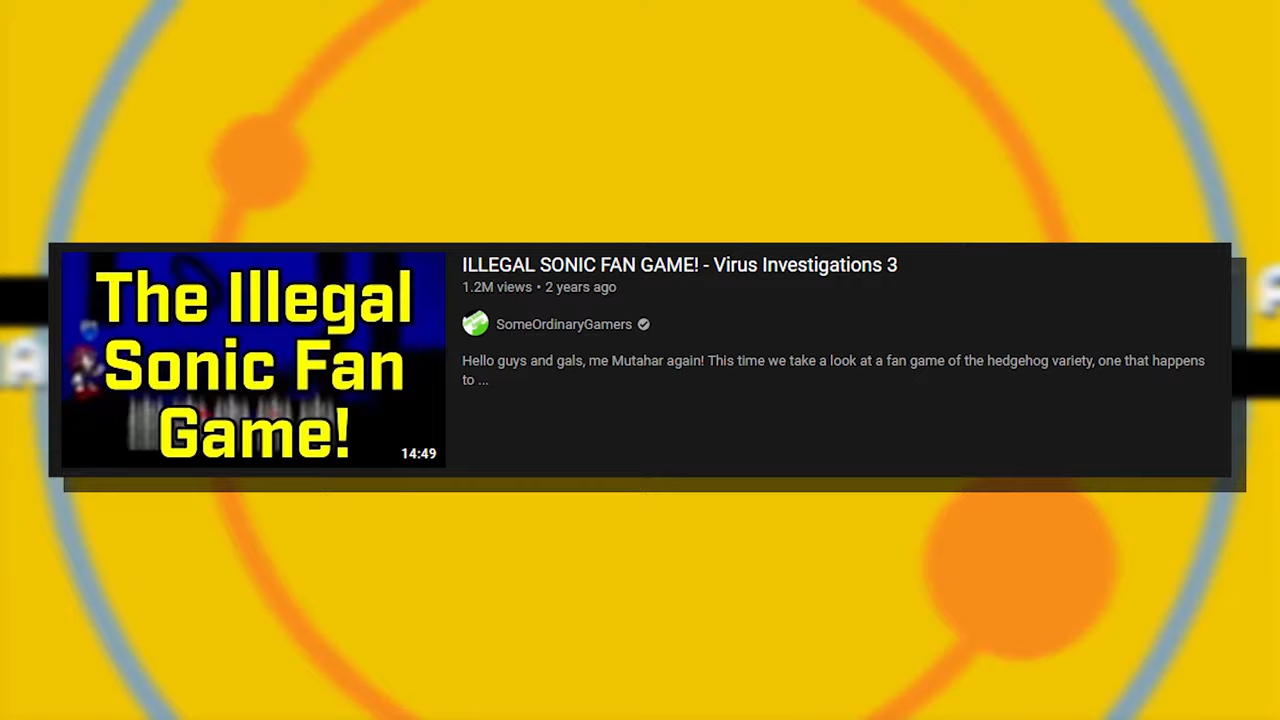 The Illegal
Sonic Fan
Game!
14:49
ILLEGAL SONIC FAN GAME! - Virus Investigations 3
1.2M views • 2 years ago
SomeOrdinaryGamers
Hello guys and gals, me Mutahar again! This time we take a look at a fan game of the hedgehog variety, one that happens
to ...